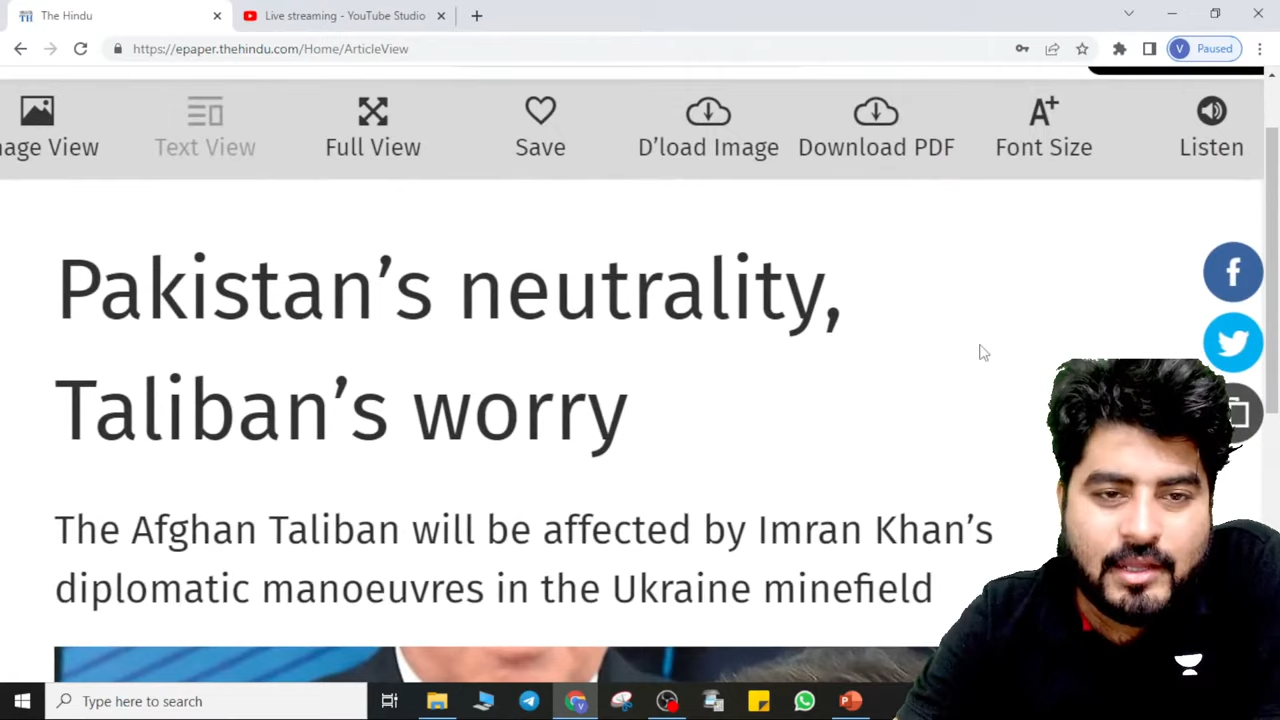 The Hindu
Live streaming - YouTube Studio
https://epaper.thehindu.com/Home/ArticleView
V Paused
age View
Text View
Full View
Save
D'load Image
Download PDF
Font Size
Listen
Pakistan’s neutrality,
Taliban’s worry
The Afghan Taliban will be affected by Imran Khan’s
diplomatic manoeuvres in the Ukraine minefield
Type here to search